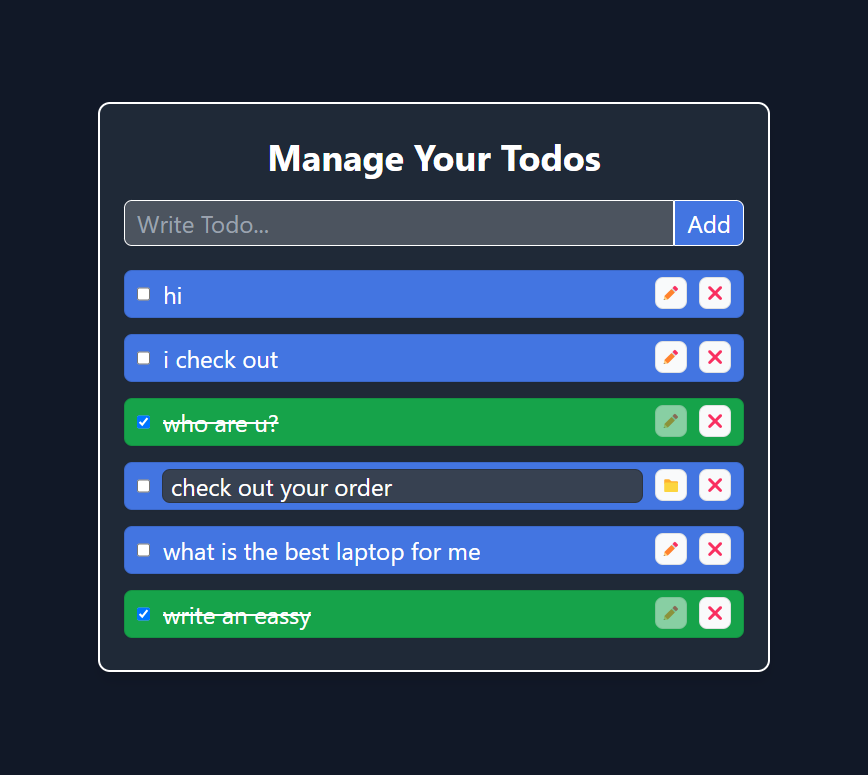 Manage Your Todos
Write Todo...
Add
hi
i check out
who are u?
check out your order
what is the best laptop for me
write an eassy